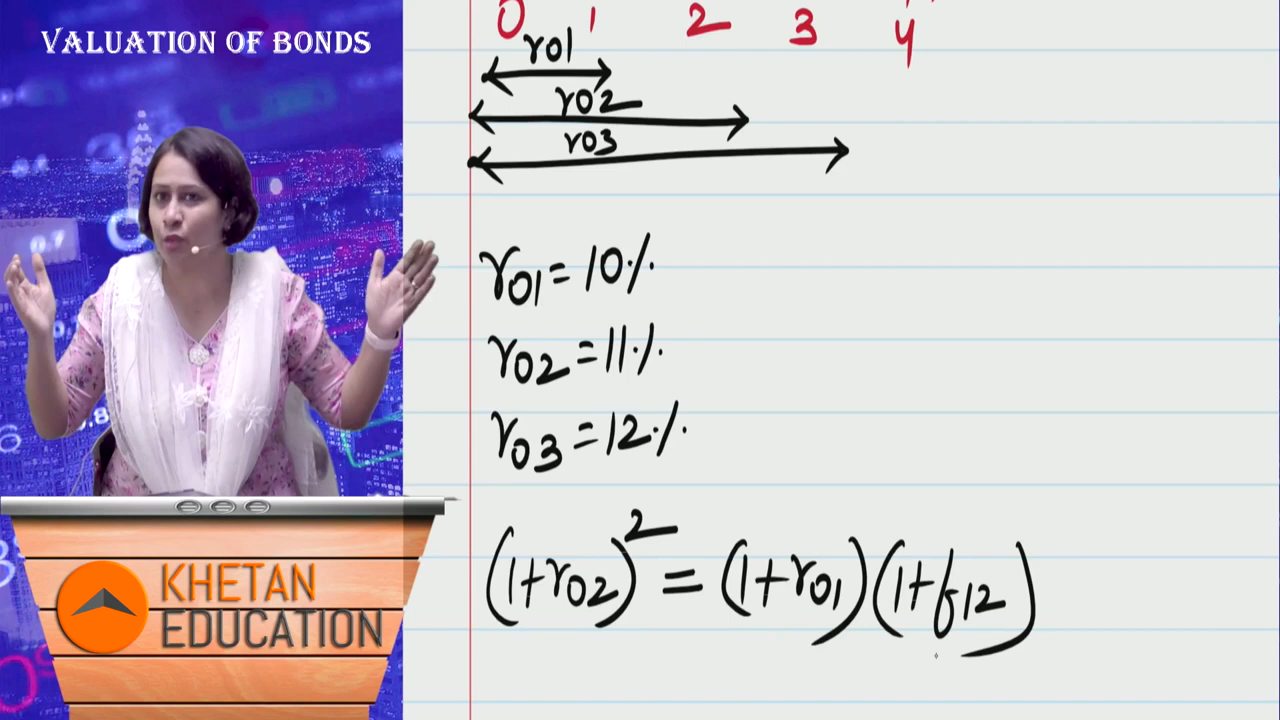 VALUATION OF BONDS
0 1 2 3 4
r01
r02
r03
r01 = 10%
r02 = 11%
r03 = 12%
(1+r02)² = (1+r01)(1+f12)
KHETAN
EDUCATION